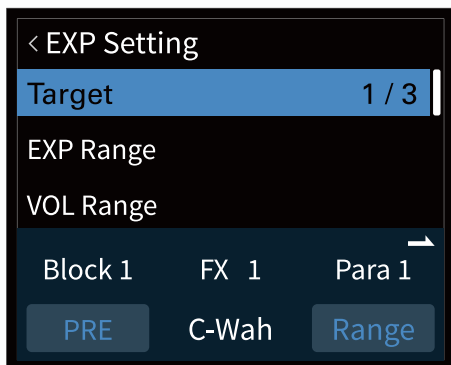 < EXP Setting
Target 1 / 3
EXP Range
VOL Range
Block 1 FX 1 Para 1
PRE C-Wah Range